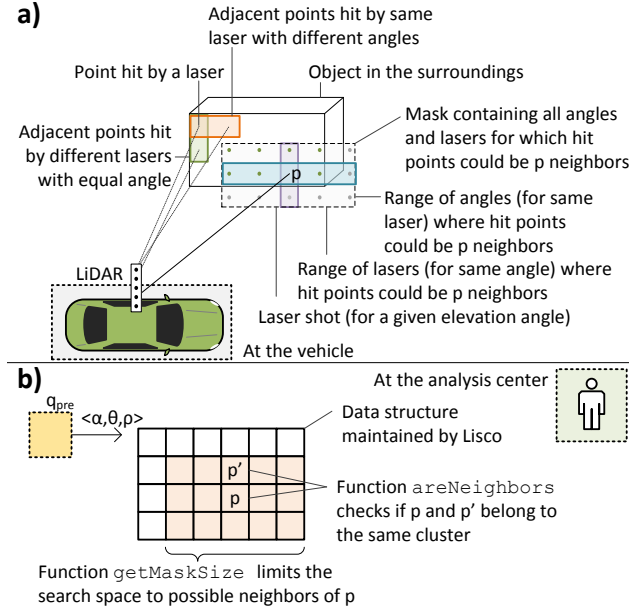 a)
Adjacent points hit by same
laser with different angles
Point hit by a laser
Object in the surroundings
Adjacent points hit
by different lasers
with equal angle
Mask containing all angles
and lasers for which hit
points could be p neighbors
p
Range of angles (for same
laser) where hit points
could be p neighbors
LiDAR
Range of lasers (for same angle) where
hit points could be p neighbors
Laser shot (for a given elevation angle)
At the vehicle
b)
At the analysis center
qpre
<α,θ,ρ>
Data structure
maintained by Lisco
p'
p
Function areNeighbors
checks if p and p' belong to
the same cluster
Function getMaskSize limits the
search space to possible neighbors of p